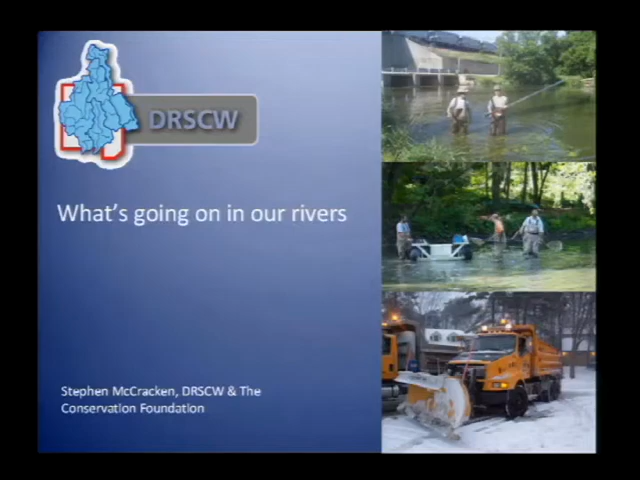 DRSCW
What's going on in our rivers
Stephen McCracken, DRSCW & The
Conservation Foundation